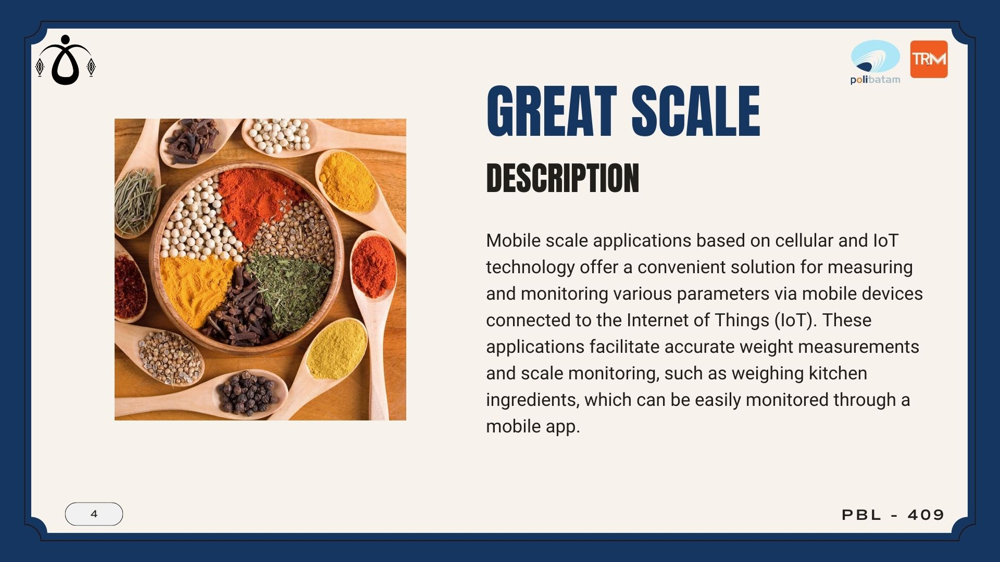 polibatam
TRM
GREAT SCALE
DESCRIPTION
Mobile scale applications based on cellular and IoT
technology offer a convenient solution for measuring
and monitoring various parameters via mobile devices
connected to the Internet of Things (IoT). These
applications facilitate accurate weight measurements
and scale monitoring, such as weighing kitchen
ingredients, which can be easily monitored through a
mobile app.
4
PBL - 409